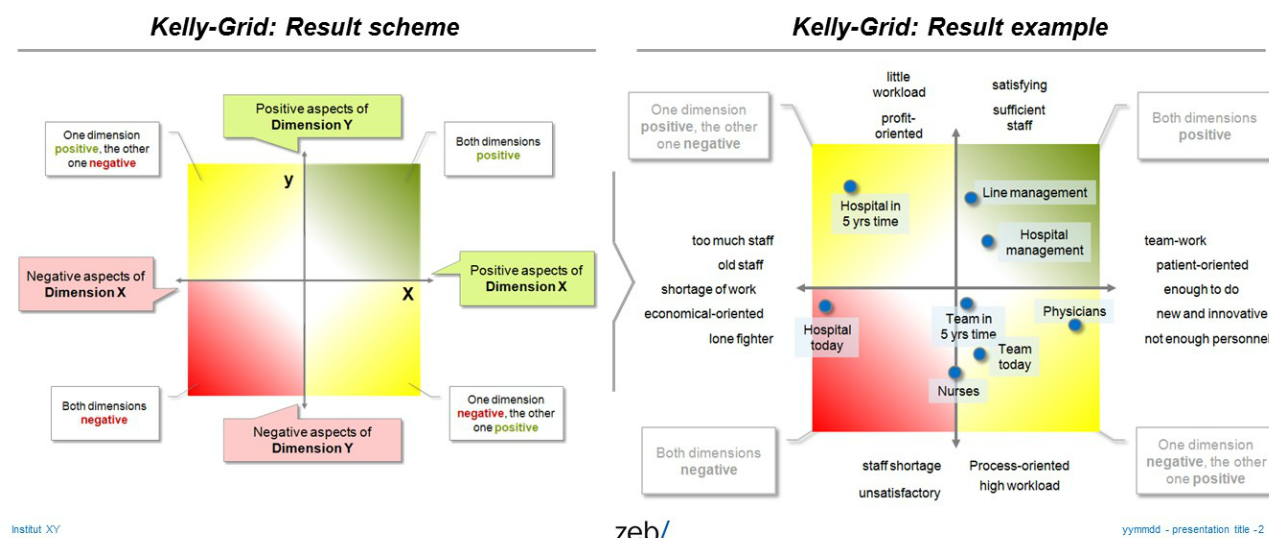 Kelly-Grid: Result scheme
Positive aspects of
Dimension Y
One dimension
positive, the other
one negative
Both dimensions
positive
y
Negative aspects of
Dimension X
X
Positive aspects of
Dimension X
Both dimensions
negative
One dimension
negative, the other
one positive
Negative aspects of
Dimension Y
Kelly-Grid: Result example
little
workload
profit-
oriented
satisfying
sufficient
staff
One dimension
positive, the other
one negative
Both dimensions
positive
Line management
Hospital in
5 yrs time
Hospital
management
too much staff
old staff
shortage of work
economical-oriented
lone fighter
team-work
patient-oriented
enough to do
new and innovative
not enough personnel
Hospital
today
Team in
5 yrs time
Physicians
Team
today
Nurses
Both dimensions
negative
staff shortage
unsatisfactory
Process-oriented
high workload
One dimension
negative, the other
one positive
Institut XY
zeb/
yymmdd - presentation title -2